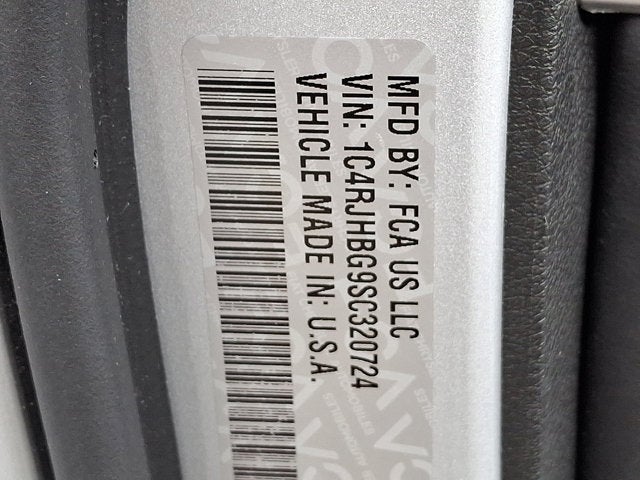 MFD BY: FCA US LLC
VIN: 1C4RJHBG9SC320724
VEHICLE MADE IN: U.S.A.